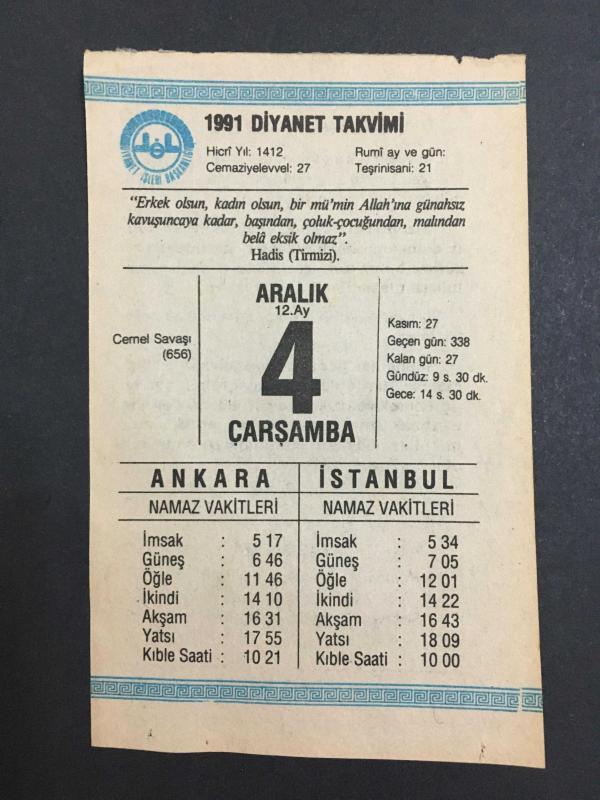 1991 DİYANET TAKVİMİ
DİYANET İŞLERİ BAŞKANLIĞI
Hicrî Yıl: 1412
Cemaziyelevvel: 27
Rumî ay ve gün:
Teşrinisani: 21
“Erkek olsun, kadın olsun, bir mü’min Allah’ına günahsız
kavuşuncaya kadar, başından, çoluk-çocuğundan, malından
belâ eksik olmaz”.
Hadis (Tirmizi).
Cemel Savaşı
(656)
ARALIK
12.Ay
4
ÇARŞAMBA
Kasım: 27
Geçen gün: 338
Kalan gün: 27
Gündüz: 9 s. 30 dk.
Gece: 14 s. 30 dk.
ANKARA
NAMAZ VAKİTLERİ
İmsak : 5 17
Güneş : 6 46
Öğle : 11 46
İkindi : 14 10
Akşam : 16 31
Yatsı : 17 55
Kıble Saati : 10 21
İSTANBUL
NAMAZ VAKİTLERİ
İmsak : 5 34
Güneş : 7 05
Öğle : 12 01
İkindi : 14 22
Akşam : 16 43
Yatsı : 18 09
Kıble Saati : 10 00